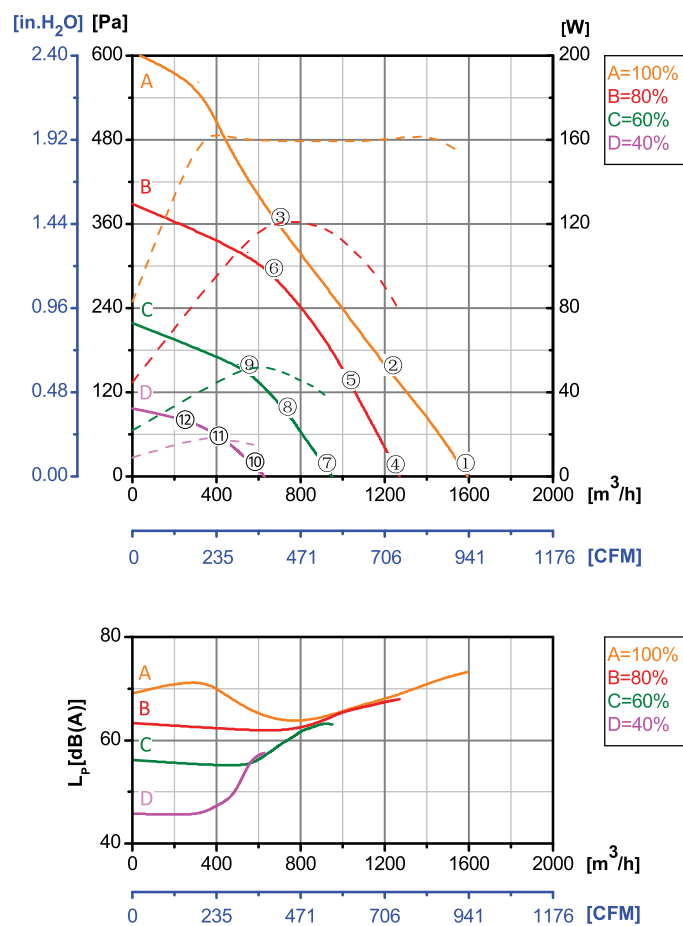 [in.H2O] [Pa] [W]
2.40 600 200
A
A=100%
B=80%
C=60%
D=40%
1.92 480 160
B
1.44 360 120
③
⑥
0.96 240 80
C
⑨ ②
0.48 120 40
D ⑤
⑧
⑫
⑪
⑩ ⑦ ④ ①
0.00 0 0
0 400 800 1200 1600 2000 [m3/h]
0 235 471 706 941 1176 [CFM]
80
A
A=100%
B=80%
C=60%
D=40%
B
LP[dB(A)]
60
C
D
40
0 400 800 1200 1600 2000 [m3/h]
0 235 471 706 941 1176 [CFM]